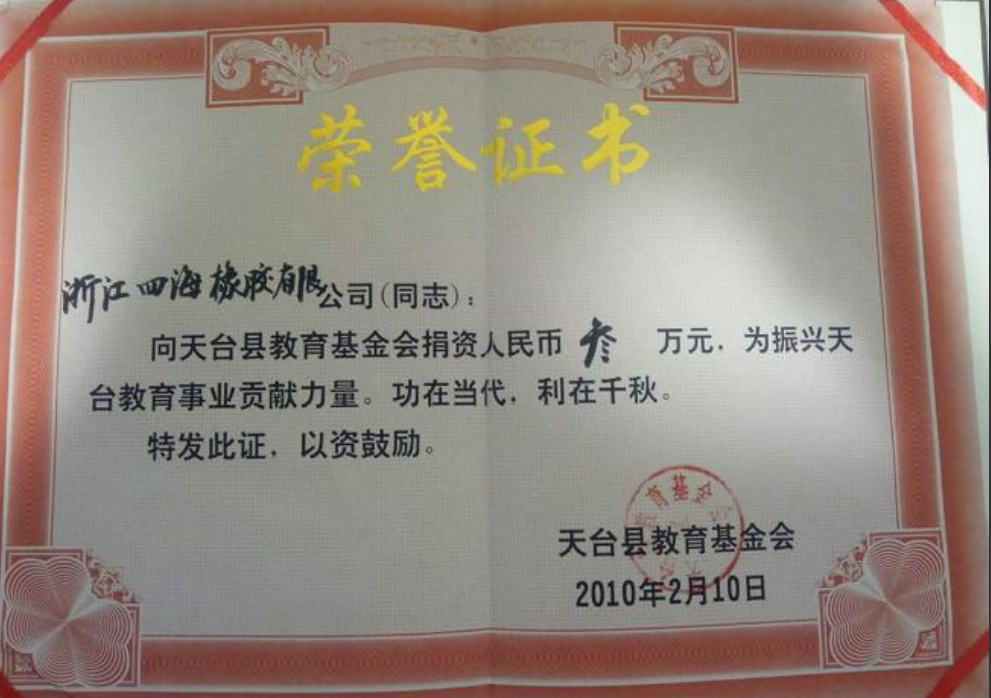 荣誉证书
浙江四海橡胶有限公司(同志):
向天台县教育基金会捐资人民币 叁 万元,为振兴天
台教育事业贡献力量。功在当代,利在千秋。
特发此证,以资鼓励。
育基金
天台县教育基金会
2010年2月10日